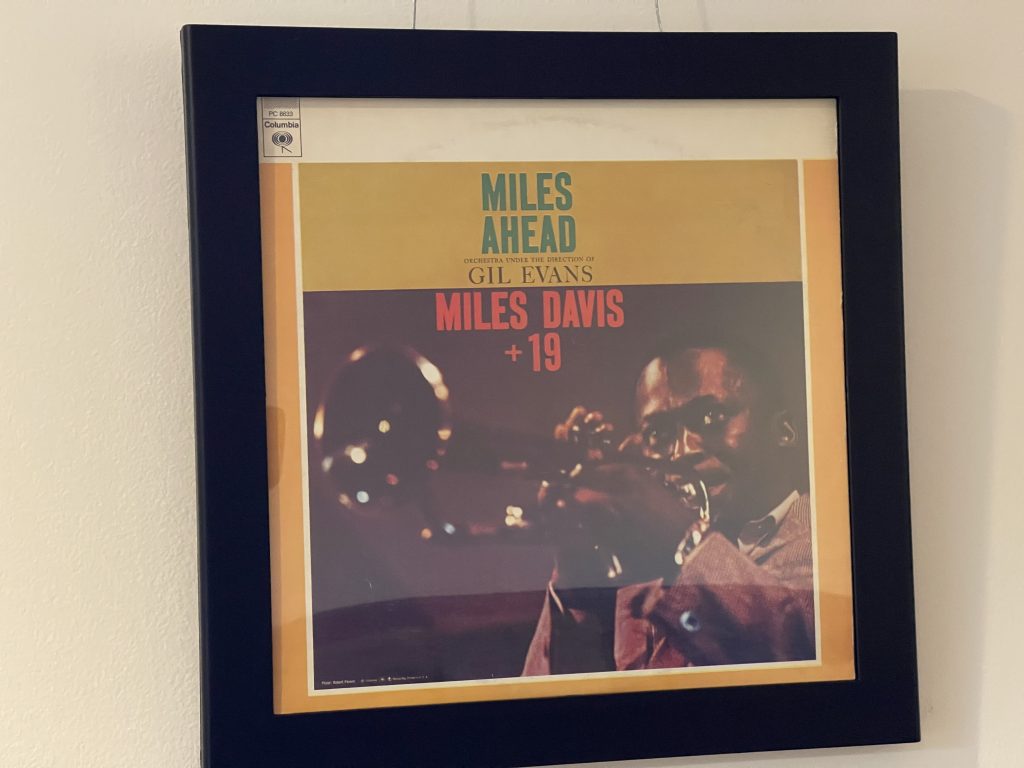 PC 8633
Columbia
MILES
AHEAD
ORCHESTRA UNDER THE DIRECTION OF
GIL EVANS
MILES DAVIS
+ 19